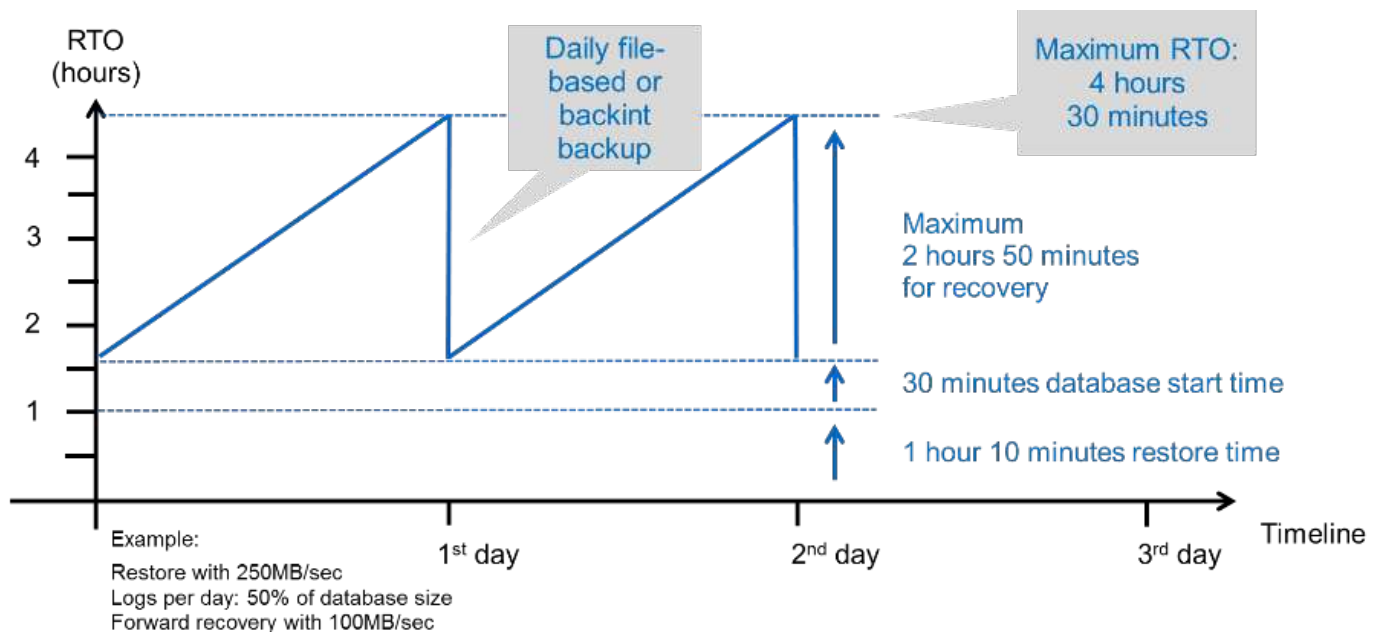 RTO
(hours)
Daily file-
based or
backint
backup
Maximum RTO:
4 hours
30 minutes
4
3
2
1
Maximum
2 hours 50 minutes
for recovery
30 minutes database start time
1 hour 10 minutes restore time
1st day
2nd day
3rd day
Timeline
Example:
Restore with 250MB/sec
Logs per day: 50% of database size
Forward recovery with 100MB/sec